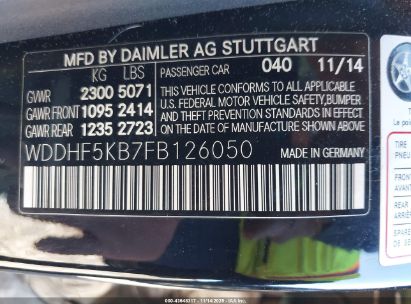 MFD BY DAIMLER AG STUTTGART
KG LBS
PASSENGER CAR 040 11/14
GVWR 2300 5071
GAWR FRONT 1095 2414
GAWR REAR 1235 2723
THIS VEHICLE CONFORMS TO ALL APPLICABLE
U.S. FEDERAL MOTOR VEHICLE SAFETY,BUMPER
AND THEFT PREVENTION STANDARDS IN EFFECT
ON THE DATE OF MANUFACTURE SHOWN ABOVE.
WDDHF5KB7FB126050 MADE IN GERMANY
TIRE